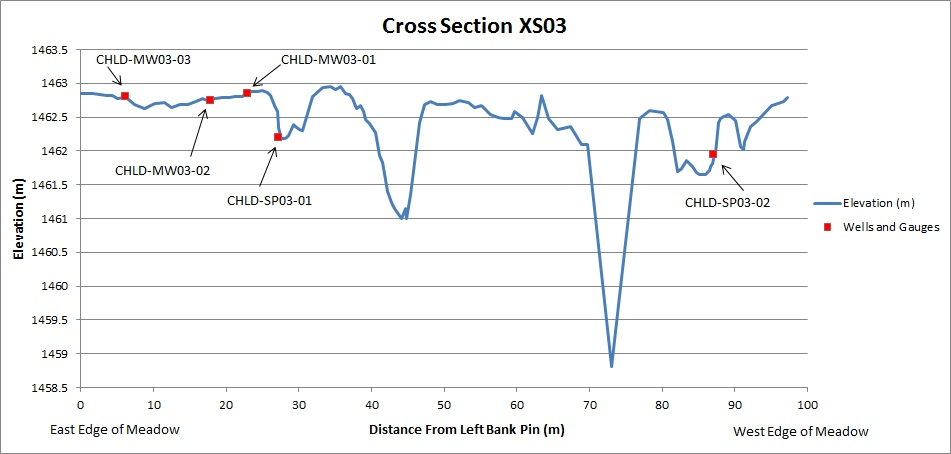 Cross Section XS03
1463.5
1463
1462.5
1462
1461.5
1461
1460.5
1460
1459.5
1459
1458.5
Elevation (m)
CHLD-MW03-03
CHLD-MW03-01
CHLD-MW03-02
CHLD-SP03-01
CHLD-SP03-02
Elevation (m)
Wells and Gauges
0 10 20 30 40 50 60 70 80 90 100
East Edge of Meadow
Distance From Left Bank Pin (m)
West Edge of Meadow